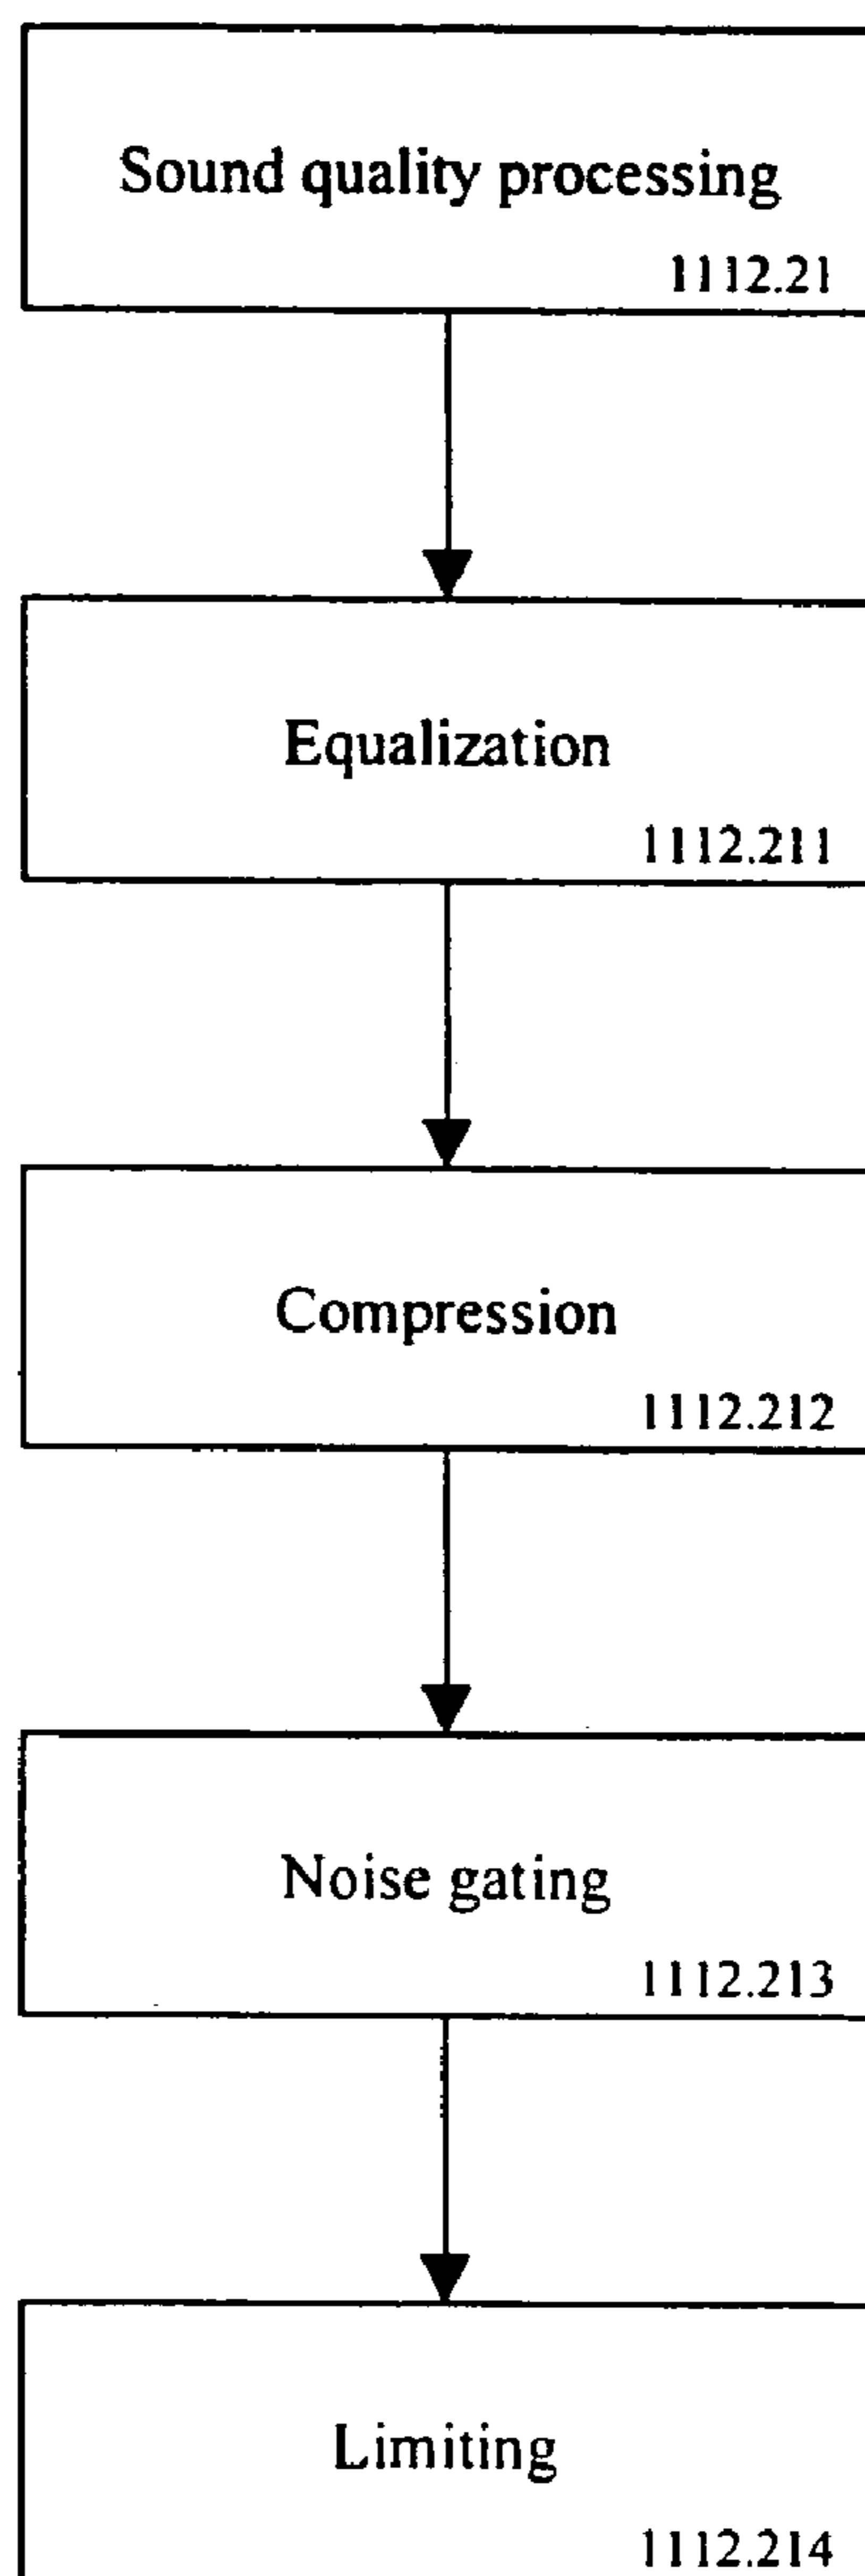 Sound quality processing
1112.21
Equalization
1112.211
Compression
1112.212
Noise gating
1112.213
Limiting
1112.214